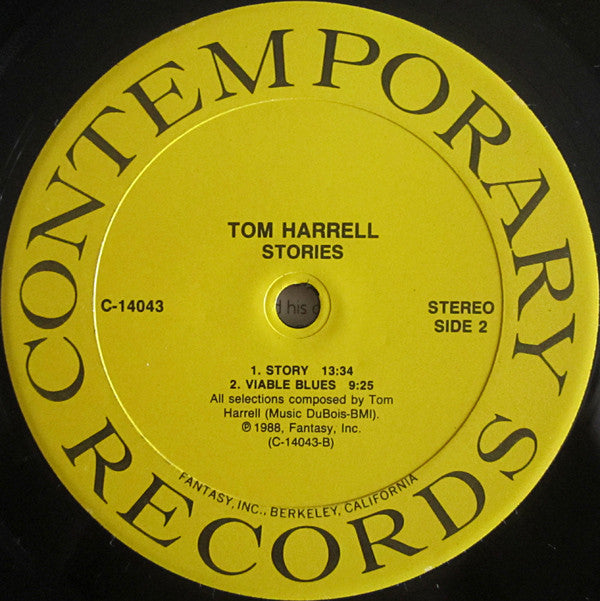 CONTEMPORARY RECORDS
TOM HARRELL
STORIES
C-14043
STEREO
SIDE 2
his
1. STORY 13:34
2. VIABLE BLUES 9:25
All selections composed by Tom
Harrell (Music DuBois-BMI).
℗ 1988, Fantasy, Inc.
(C-14043-B)
FANTASY, INC., BERKELEY, CALIFORNIA